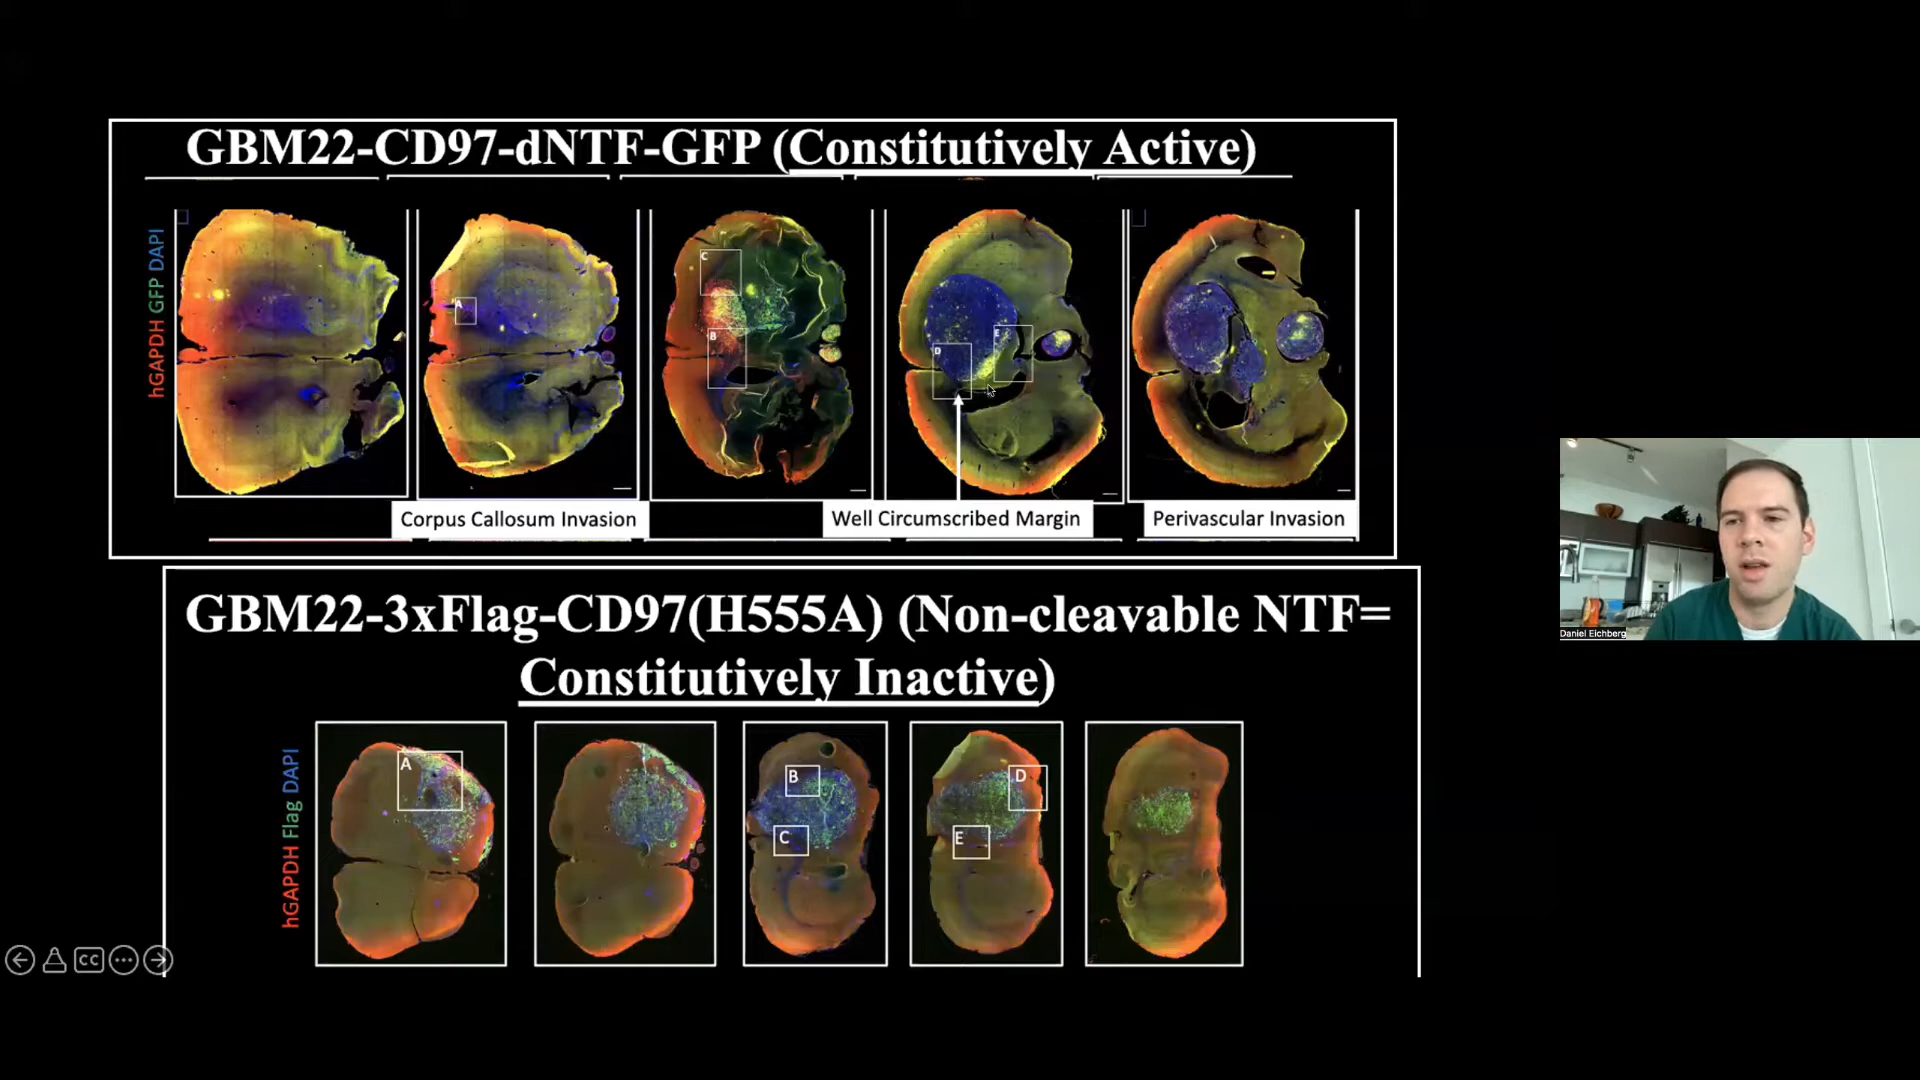 GBM22-CD97-dNTF-GFP (Constitutively Active)
hGAPDH GFP DAPI
A
C
B
D
E
Corpus Callosum Invasion
Well Circumscribed Margin
Perivascular Invasion
GBM22-3xFlag-CD97(H555A) (Non-cleavable NTF=
Constitutively Inactive)
hGAPDH Flag DAPI
A
B
C
D
E
CC
Daniel Eichberg